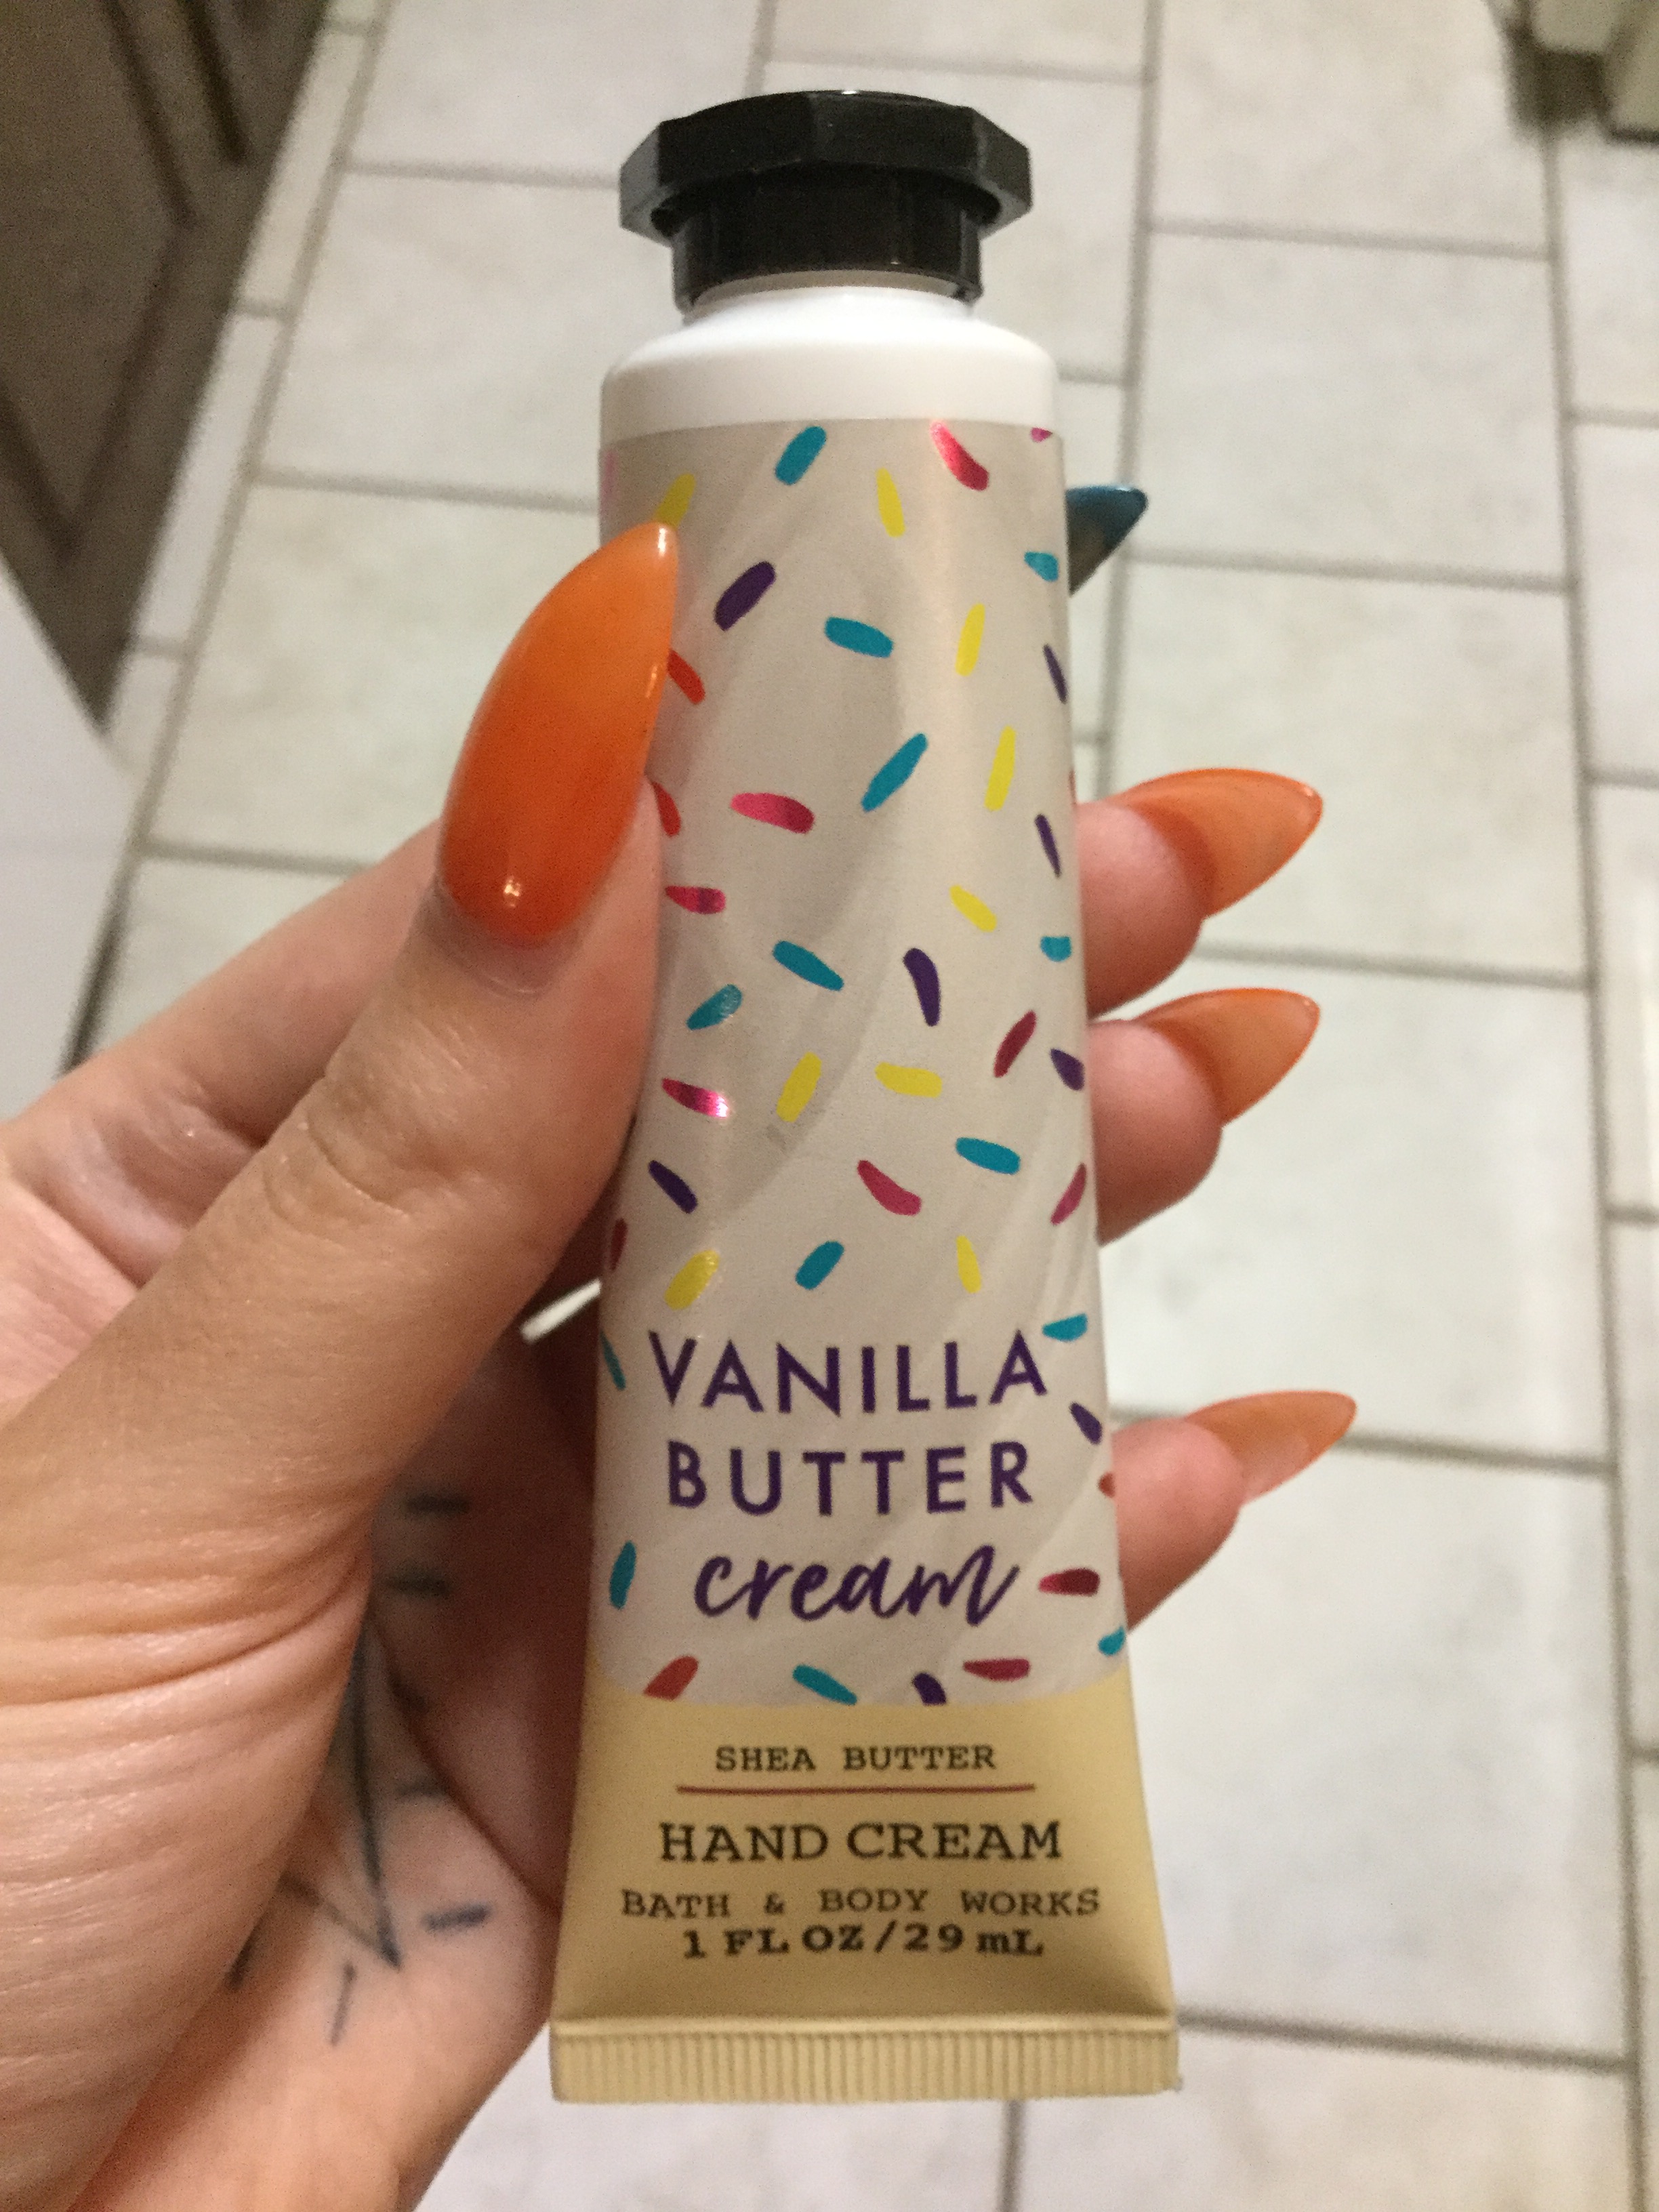 VANILLA
BUTTER
cream
SHEA BUTTER
HAND CREAM
BATH & BODY WORKS
1 FL OZ/29 mL